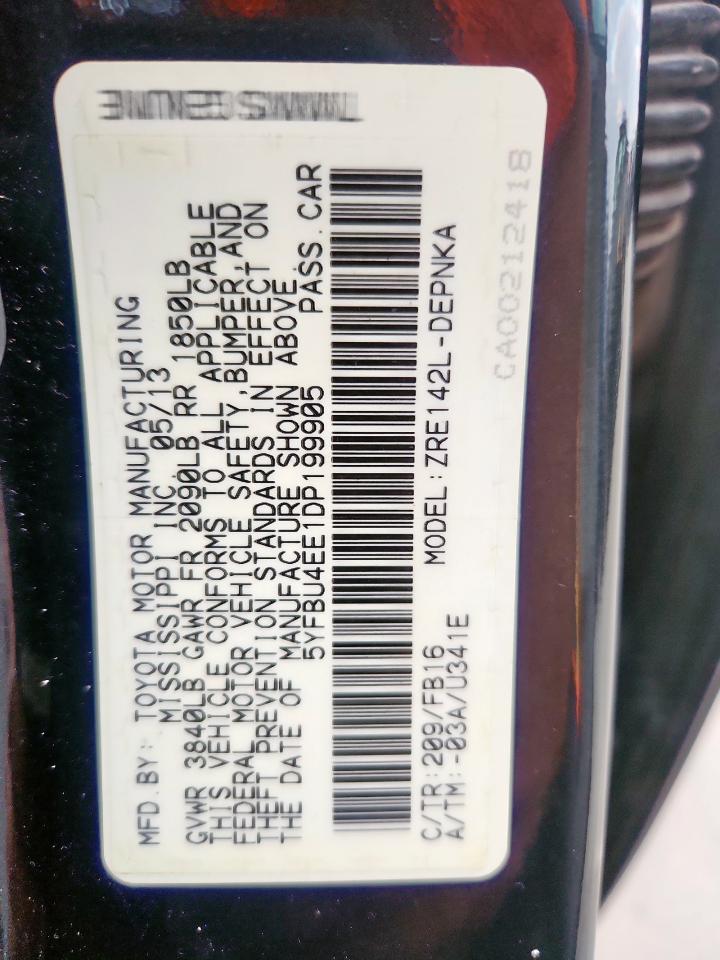 MFD.BY: TOYOTA MOTOR MANUFACTURING
MISSISSIPPI INC 05/13
GVWR 3840LB GAWR FR 2090LB RR 1850LB
THIS VEHICLE CONFORMS TO ALL APPLICABLE
FEDERAL MOTOR VEHICLE SAFETY,BUMPER,AND
THEFT PREVENTION STANDARDS IN EFFECT ON
THE DATE OF MANUFACTURE SHOWN ABOVE.
5YFBU4EE1DP199905 PASS.CAR
MODEL:ZRE142L-DEPNKA
C/TR:209/FB16
A/TM:-03A/U341E
CA00212418